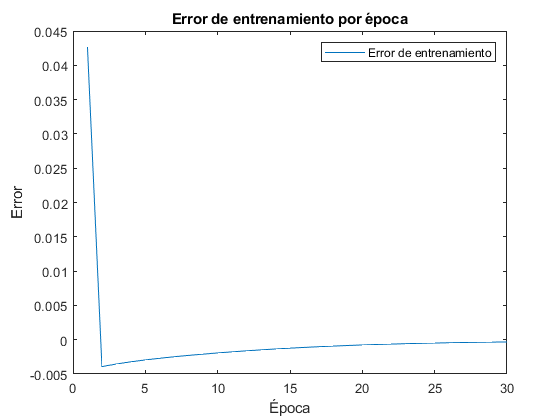 Error de entrenamiento por época
Error de entrenamiento
0.045
0.04
0.035
0.03
0.025
0.02
0.015
0.01
0.005
0
-0.005
Error
0 5 10 15 20 25 30
Época